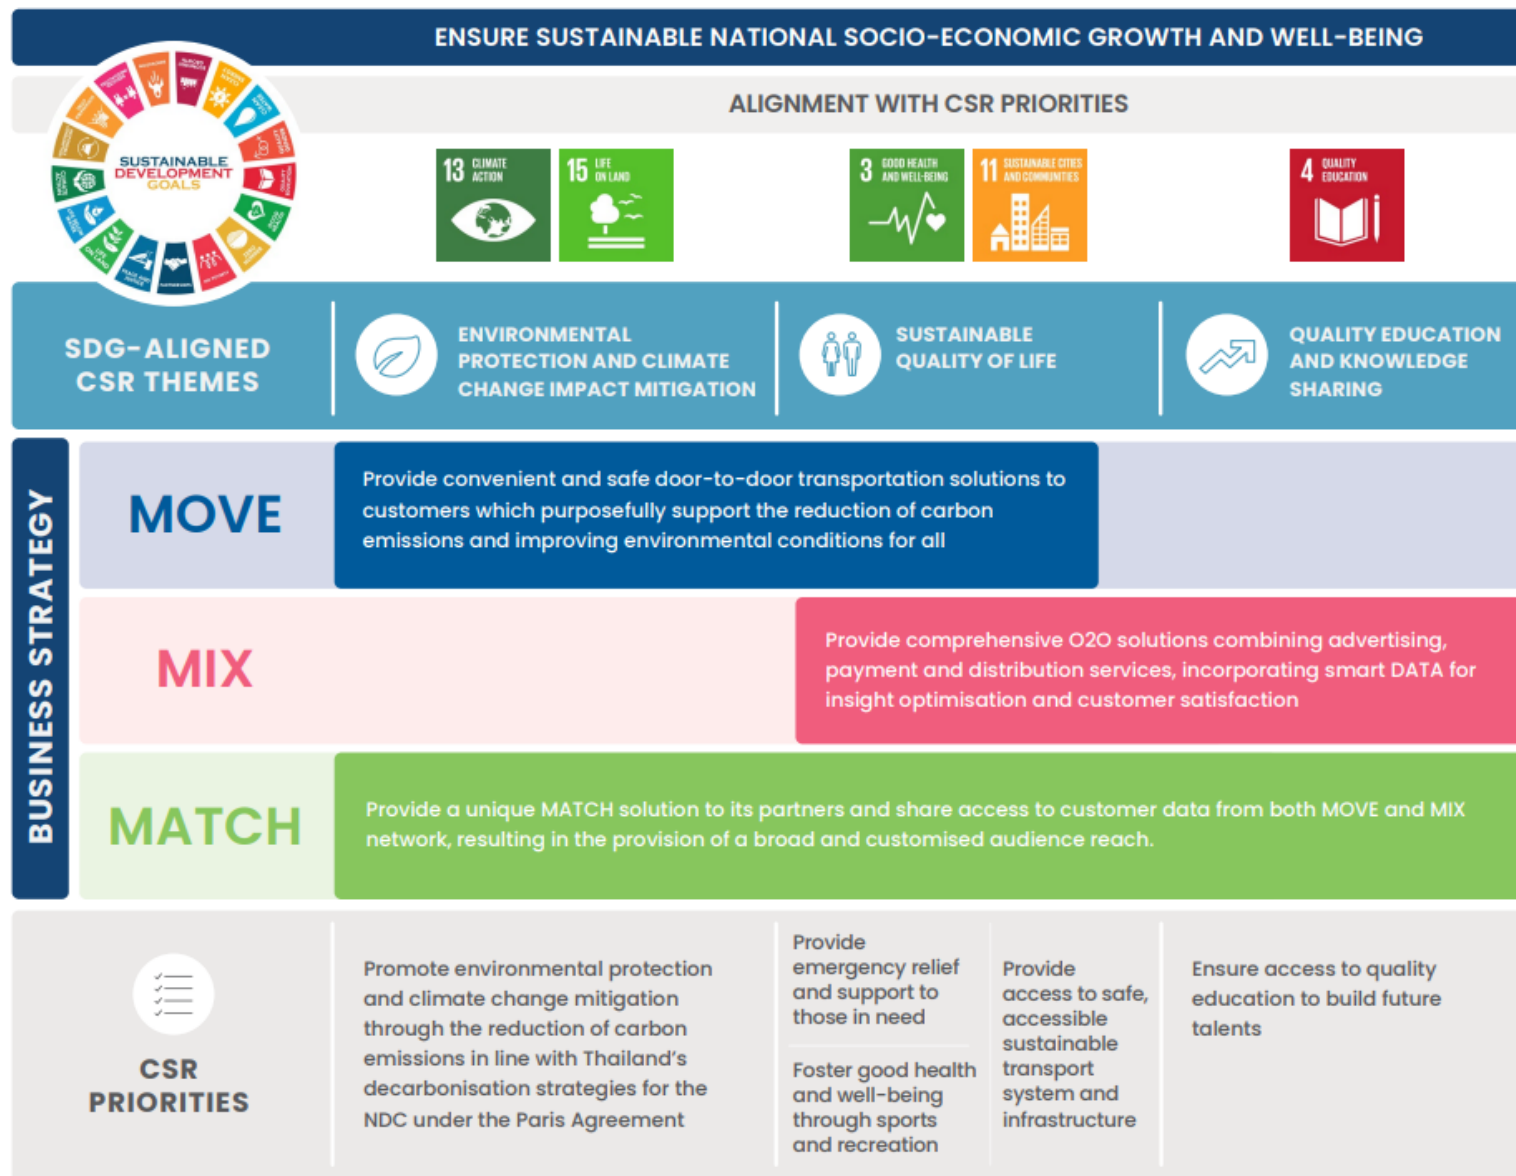 ENSURE SUSTAINABLE NATIONAL SOCIO-ECONOMIC GROWTH AND WELL-BEING
ALIGNMENT WITH CSR PRIORITIES
SUSTAINABLE
DEVELOPMENT
GOALS
13 CLIMATE
ACTION
15 LIFE
ON LAND
3 GOOD HEALTH
AND WELL-BEING
11 SUSTAINABLE CITIES
AND COMMUNITIES
4 QUALITY
EDUCATION
SDG-ALIGNED
CSR THEMES
ENVIRONMENTAL
PROTECTION AND CLIMATE
CHANGE IMPACT MITIGATION
SUSTAINABLE
QUALITY OF LIFE
QUALITY EDUCATION
AND KNOWLEDGE
SHARING
BUSINESS STRATEGY
MOVE
Provide convenient and safe door-to-door transportation solutions to
customers which purposefully support the reduction of carbon
emissions and improving environmental conditions for all
MIX
Provide comprehensive O2O solutions combining advertising,
payment and distribution services, incorporating smart DATA for
insight optimisation and customer satisfaction
MATCH
Provide a unique MATCH solution to its partners and share access to customer data from both MOVE and MIX
network, resulting in the provision of a broad and customised audience reach.
CSR
PRIORITIES
Promote environmental protection
and climate change mitigation
through the reduction of carbon
emissions in line with Thailand's
decarbonisation strategies for the
NDC under the Paris Agreement
Provide
emergency relief
and support to
those in need
Foster good health
and well-being
through sports
and recreation
Provide
access to safe,
accessible
sustainable
transport
system and
infrastructure
Ensure access to quality
education to build future
talents